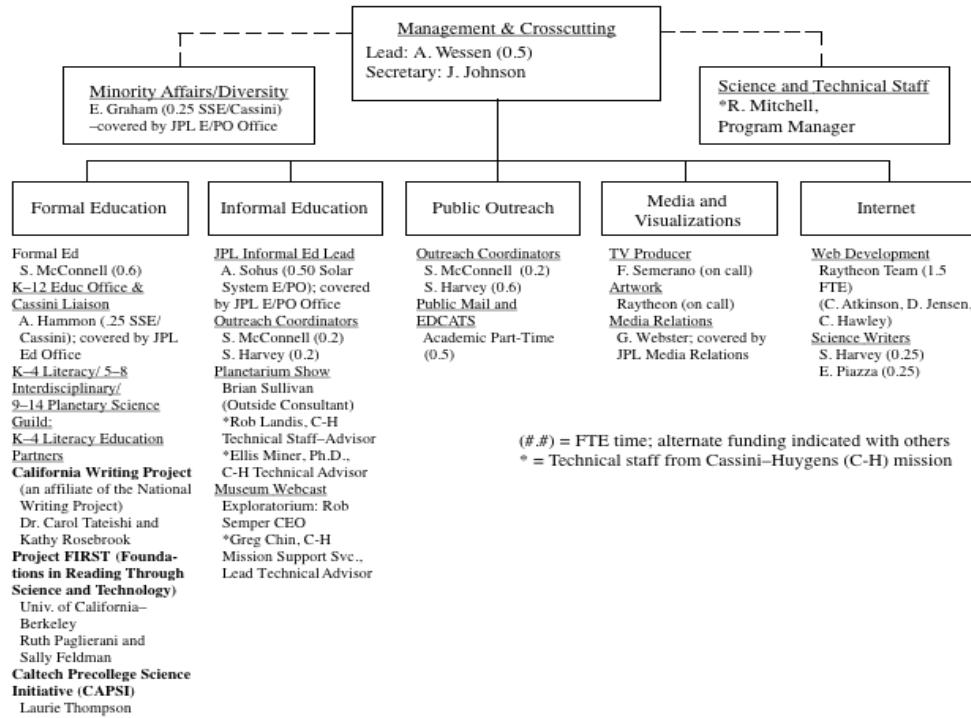 Management & Crosscutting
Lead: A. Wessen (0.5)
Secretary: J. Johnson
Minority Affairs/Diversity
E. Graham (0.25 SSE/Cassini)
–covered by JPL E/PO Office
Science and Technical Staff
*R. Mitchell,
Program Manager
Formal Education
Informal Education
Public Outreach
Media and
Visualizations
Internet
Formal Ed
S. McConnell (0.6)
K–12 Educ Office &
Cassini Liaison
A. Hammon (.25 SSE/
Cassini); covered by JPL
Ed Office
K–4 Literacy/ 5–8
Interdisciplinary/
9–14 Planetary Science
Guild:
K–4 Literacy Education
Partners
California Writing Project
(an affiliate of the National
Writing Project)
Dr. Carol Tateishi and
Kathy Rosebrook
Project FIRST (Founda-
tions in Reading Through
Science and Technology)
Univ. of California–
Berkeley
Ruth Paglierani and
Sally Feldman
Caltech Precollege Science
Initiative (CAPSI)
Laurie Thompson
JPL Informal Ed Lead
A. Sohus (0.50 Solar
System E/PO); covered
by JPL E/PO Office
Outreach Coordinators
S. McConnell (0.2)
S. Harvey (0.2)
Planetarium Show
Brian Sullivan
(Outside Consultant)
*Rob Landis, C-H
Technical Staff–Advisor
*Ellis Miner, Ph.D.,
C-H Technical Advisor
Museum Webcast
Exploratorium: Rob
Semper CEO
*Greg Chin, C-H
Mission Support Svc.,
Lead Technical Advisor
Outreach Coordinators
S. McConnell (0.2)
S. Harvey (0.6)
Public Mail and
EDCATS
Academic Part-Time
(0.5)
TV Producer
F. Semerano (on call)
Artwork
Raytheon (on call)
Media Relations
G. Webster; covered by
JPL Media Relations
Web Development
Raytheon Team (1.5
FTE)
(C. Atkinson, D. Jensen,
C. Hawley)
Science Writers
S. Harvey (0.25)
E. Piazza (0.25)
(#.#) = FTE time; alternate funding indicated with others
* = Technical staff from Cassini–Huygens (C-H) mission